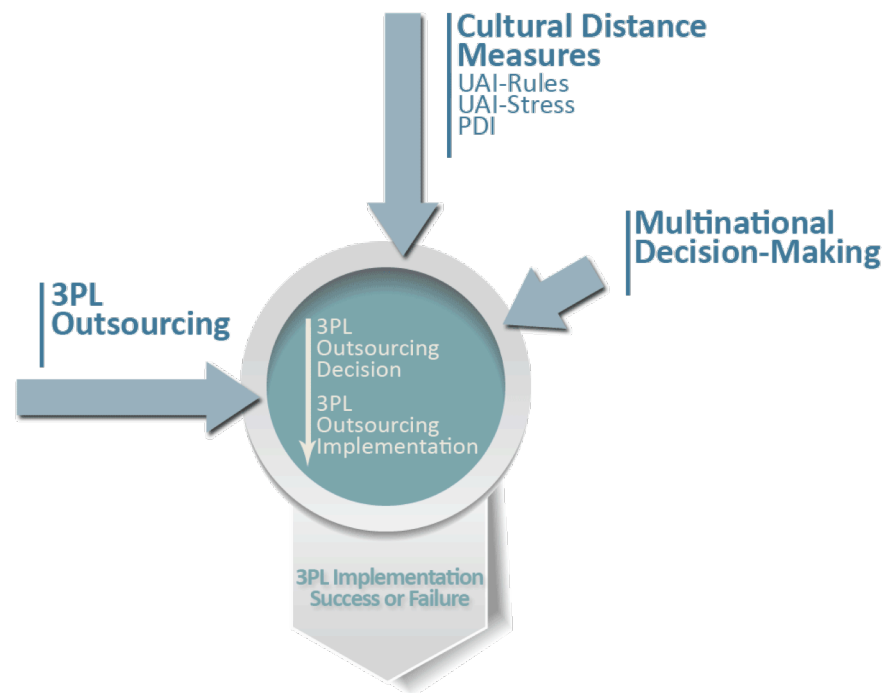 Cultural Distance
Measures
UAI-Rules
UAI-Stress
PDI
Multinational
Decision-Making
3PL
Outsourcing
3PL
Outsourcing
Decision
3PL
Outsourcing
Implementation
3PL Implementation
Success or Failure